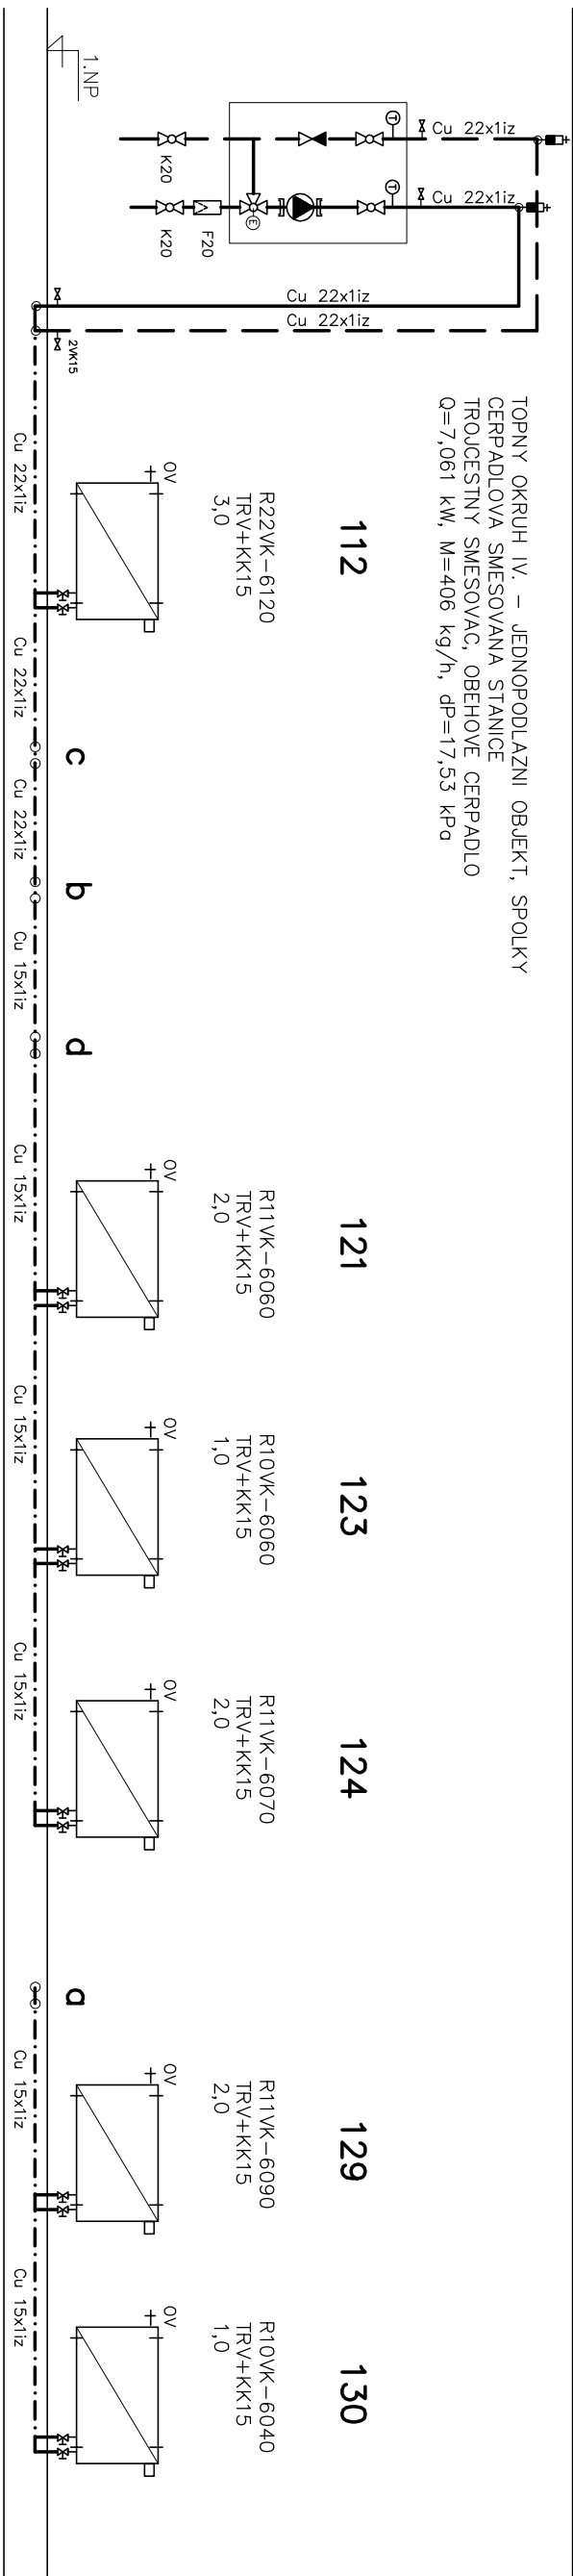 TOPNY OKRUH IV. – JEDNOPODLAZNI OBJEKT, SPOLKY
CERPADLOVA SMESOVANA STANICE
TROJCESTNY SMESOVAC, OBEHOVE CERPADLO
Q=7,061 kW, M=406 kg/h, dP=17,53 kPa
1.NP
Cu 22x1iz
Cu 22x1iz
T
T
E
K20
K20
F20
Cu 22x1iz
Cu 22x1iz
2VK15
112
R22VK-6120
TRV+KK15
3,0
OV
121
R11VK-6060
TRV+KK15
2,0
OV
123
R10VK-6060
TRV+KK15
1,0
OV
124
R11VK-6070
TRV+KK15
2,0
OV
129
R11VK-6090
TRV+KK15
2,0
OV
130
R10VK-6040
TRV+KK15
1,0
OV
c
b
d
a
Cu 22x1iz
Cu 22x1iz
Cu 22x1iz
Cu 15x1iz
Cu 15x1iz
Cu 15x1iz
Cu 15x1iz
Cu 15x1iz
Cu 15x1iz